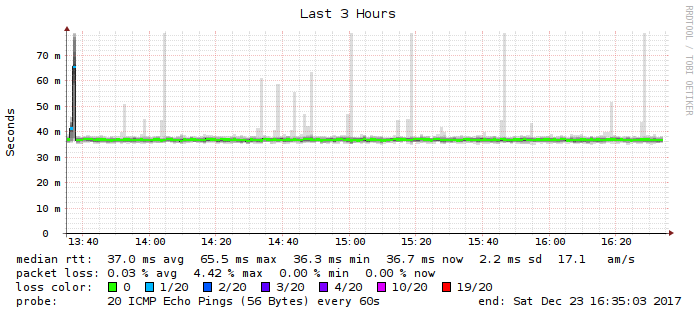 Last 3 Hours
RRDTOOL / TOBI OETIKER
Seconds
70 m
60 m
50 m
40 m
30 m
20 m
10 m
0
13:40 14:00 14:20 14:40 15:00 15:20 15:40 16:00 16:20
median rtt: 37.0 ms avg 65.5 ms max 36.3 ms min 36.7 ms now 2.2 ms sd 17.1 am/s
packet loss: 0.03 % avg 4.42 % max 0.00 % min 0.00 % now
loss color: 0 1/20 2/20 3/20 4/20 10/20 19/20
probe: 20 ICMP Echo Pings (56 Bytes) every 60s end: Sat Dec 23 16:35:03 2017